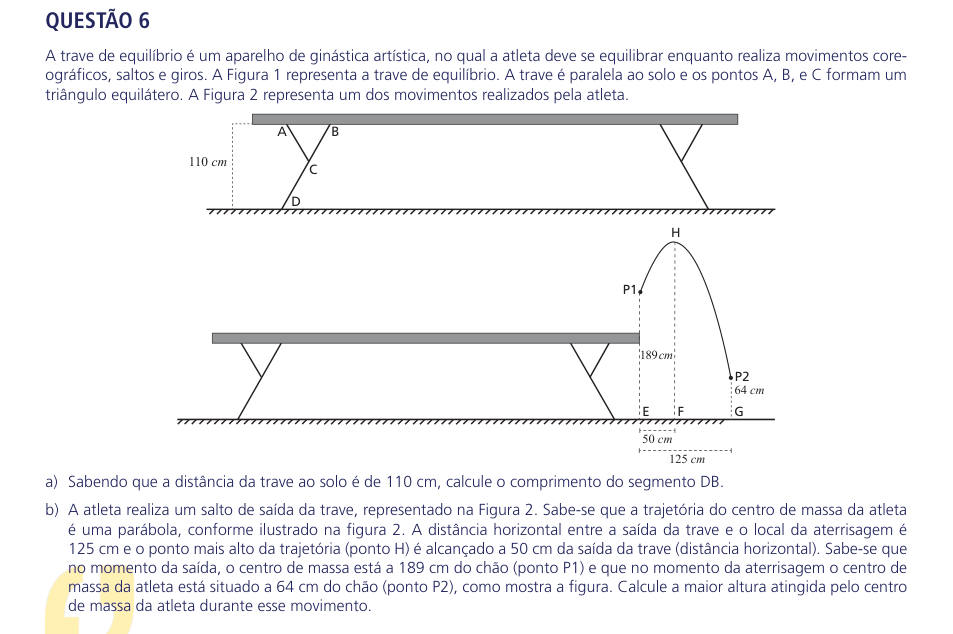 QUESTÃO 6
A trave de equilíbrio é um aparelho de ginástica artística, no qual a atleta deve se equilibrar enquanto realiza movimentos core-
ográficos, saltos e giros. A Figura 1 representa a trave de equilíbrio. A trave é paralela ao solo e os pontos A, B, e C formam um
triângulo equilátero. A Figura 2 representa um dos movimentos realizados pela atleta.
A
B
110 cm
C
D
H
P1
189 cm
P2
64 cm
E
F
G
50 cm
125 cm
a) Sabendo que a distância da trave ao solo é de 110 cm, calcule o comprimento do segmento DB.
b) A atleta realiza um salto de saída da trave, representado na Figura 2. Sabe-se que a trajetória do centro de massa da atleta
é uma parábola, conforme ilustrado na figura 2. A distância horizontal entre a saída da trave e o local da aterrisagem é
125 cm e o ponto mais alto da trajetória (ponto H) é alcançado a 50 cm da saída da trave (distância horizontal). Sabe-se que
no momento da saída, o centro de massa está a 189 cm do chão (ponto P1) e que no momento da aterrisagem o centro de
massa da atleta está situado a 64 cm do chão (ponto P2), como mostra a figura. Calcule a maior altura atingida pelo centro
de massa da atleta durante esse movimento.